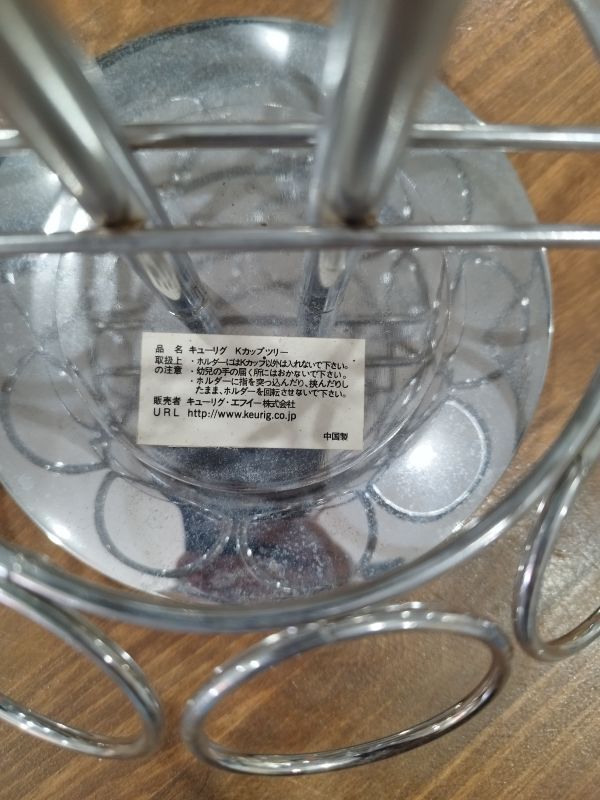 品 名 キューリグ Kカップツリー
取扱上 ・ホルダーにはKカップ以外は入れないで下さい。
の注意 ・幼児の手の届く所にはおかないで下さい。
・ホルダーに指を突っ込んだり、挟んだりし
たまま、ホルダーを回転させないで下さい。
販売者 キューリグ・エフイー株式会社
URL http://www.keurig.co.jp
中国製